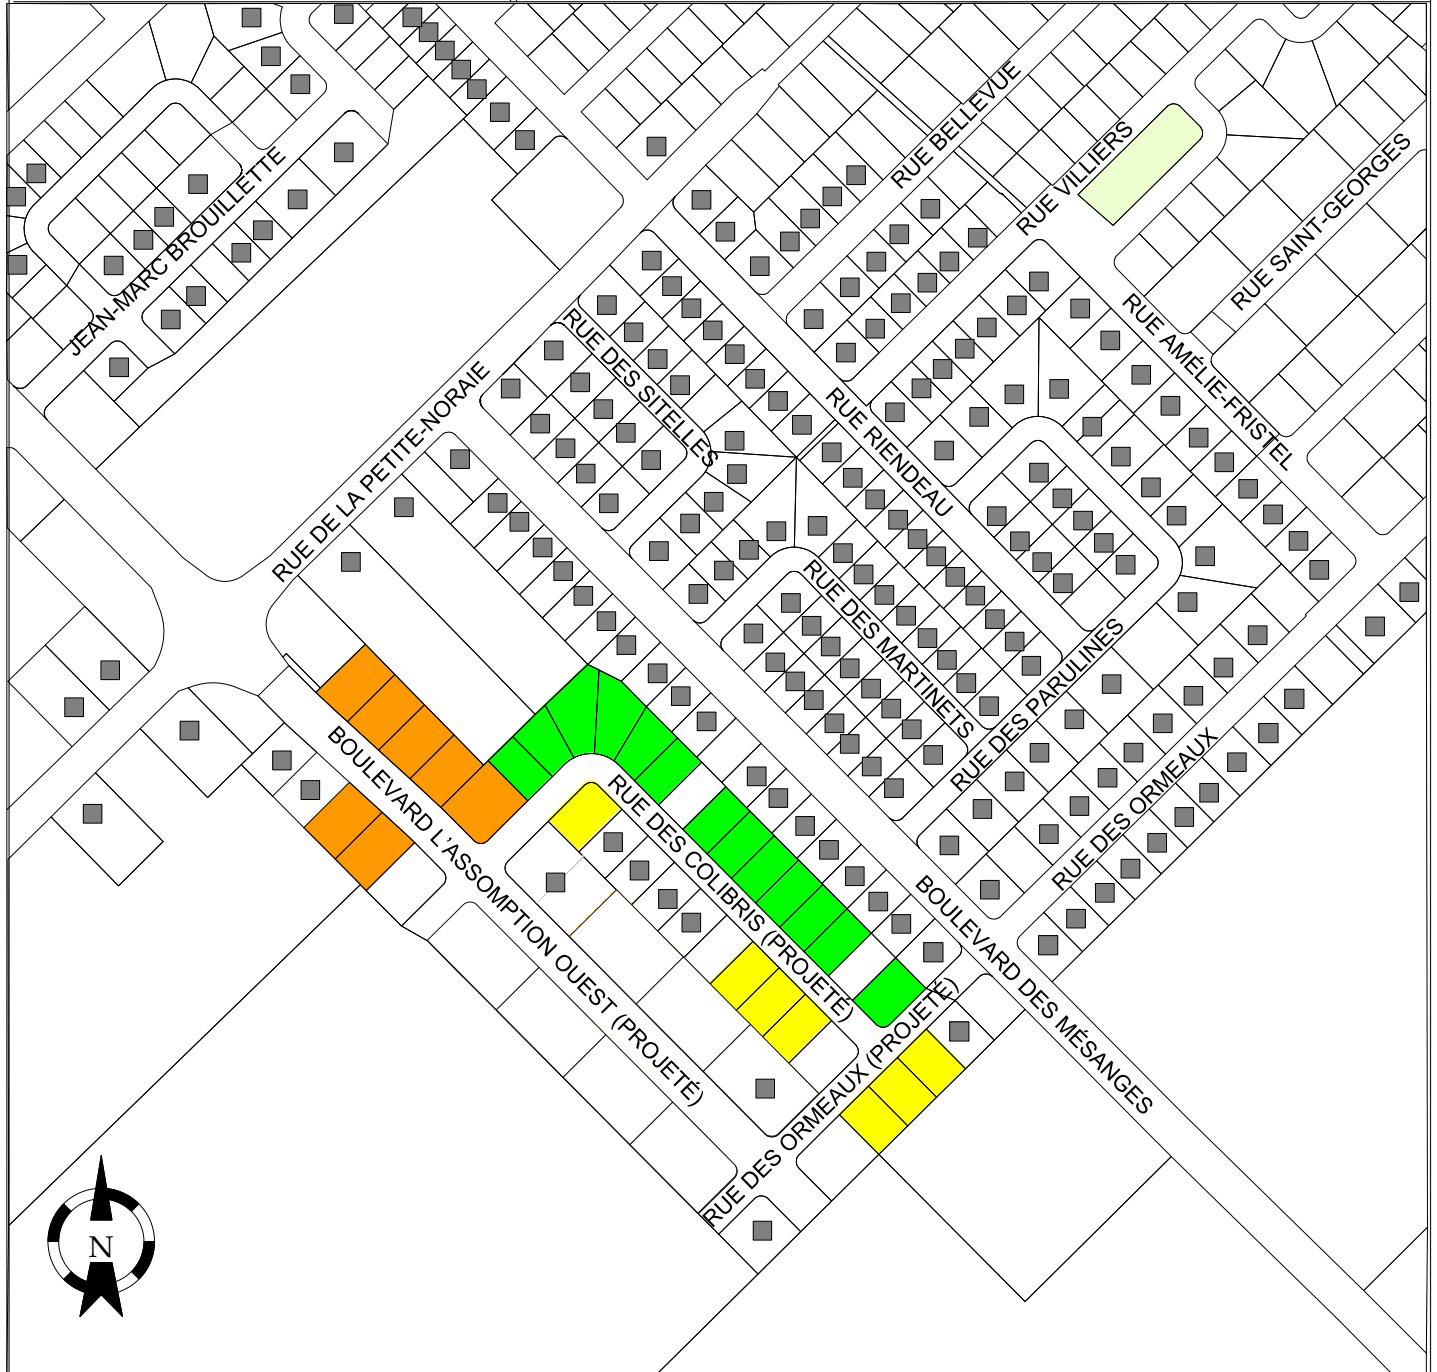 RUE BELLEVUE
RUE VILLIERS
RUE SAINT-GEORGES
JEAN-MARC BROUILLETTE
RUE AMÉLIE-FRISTEL
RUE DES SITELLES
RUE DE LA PETITE-NORAIE
RUE RIENDEAU
RUE DES MARTINETS
RUE DES PARULINES
RUE DES ORMEAUX
BOULEVARD L'ASSOMPTION OUEST (PROJETÉ)
RUE DES COLIBRIS (PROJETÉ)
BOULEVARD DES MÉSANGES
RUE DES ORMEAUX (PROJETÉ)
N